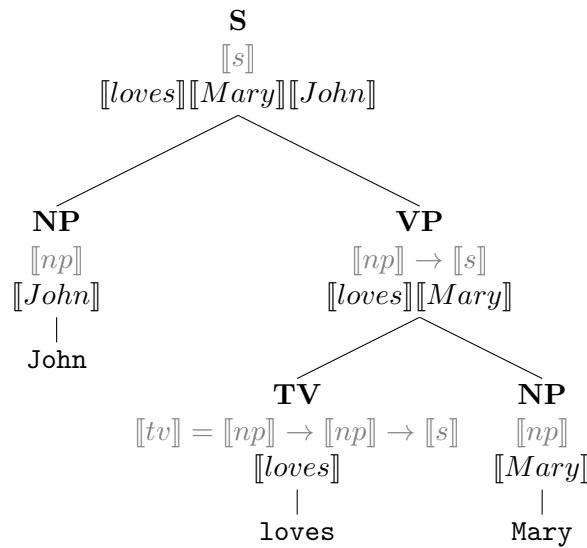 S
⟦s⟧
⟦loves⟧⟦Mary⟧⟦John⟧
NP VP
⟦np⟧ ⟦np⟧ → ⟦s⟧
⟦John⟧ ⟦loves⟧⟦Mary⟧
John
TV NP
⟦tv⟧ = ⟦np⟧ → ⟦np⟧ → ⟦s⟧ ⟦np⟧
⟦loves⟧ ⟦Mary⟧
loves Mary